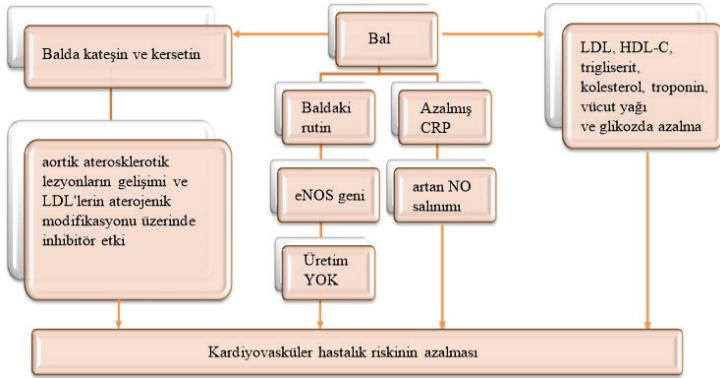 Bal
Balda kateşin ve kersetin
aortik aterosklerotik
lezyonların gelişimi ve
LDL'lerin aterojenik
modifikasyonu üzerinde
inhibitör etki
Baldaki
rutin
eNOS geni
Üretim
YOK
Azalmış
CRP
artan NO
salınımı
LDL, HDL-C,
trigliserit,
kolesterol, troponin,
vücut yağı
ve glikozda azalma
Kardiyovasküler hastalık riskinin azalması